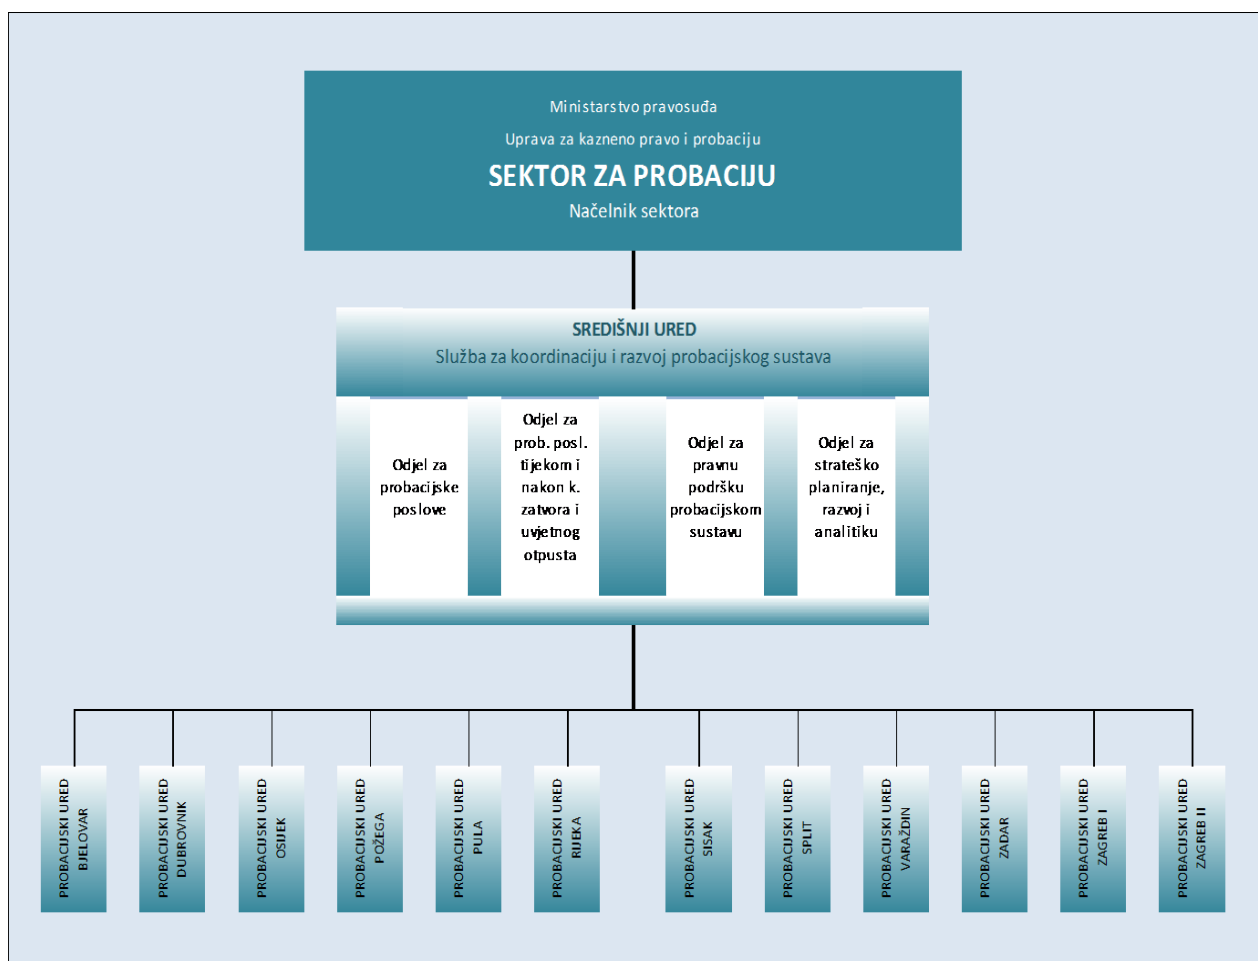 Ministarstvo pravosuđa
Uprava za kazneno pravo i probaciju
SEKTOR ZA PROBACIJU
Načelnik sektora
SREDIŠNJI URED
Služba za koordinaciju i razvoj probacijskog sustava
Odjel za
probacijske
poslove
Odjel za
prob. posl.
tijekom i
nakon k.
zatvora i
uvjetnog
otpusta
Odjel za
pravnu
podršku
probacijskom
sustavu
Odjel za
strateško
planiranje,
razvoj i
analitiku
PROBACIJSKI URED
BJELOVAR
PROBACIJSKI URED
DUBROVNIK
PROBACIJSKI URED
OSIJEK
PROBACIJSKI URED
POŽEGA
PROBACIJSKI URED
PULA
PROBACIJSKI URED
RIJEKA
PROBACIJSKI URED
SISAK
PROBACIJSKI URED
SPLIT
PROBACIJSKI URED
VARAŽDIN
PROBACIJSKI URED
ZADAR
PROBACIJSKI URED
ZAGREB I
PROBACIJSKI URED
ZAGREB II